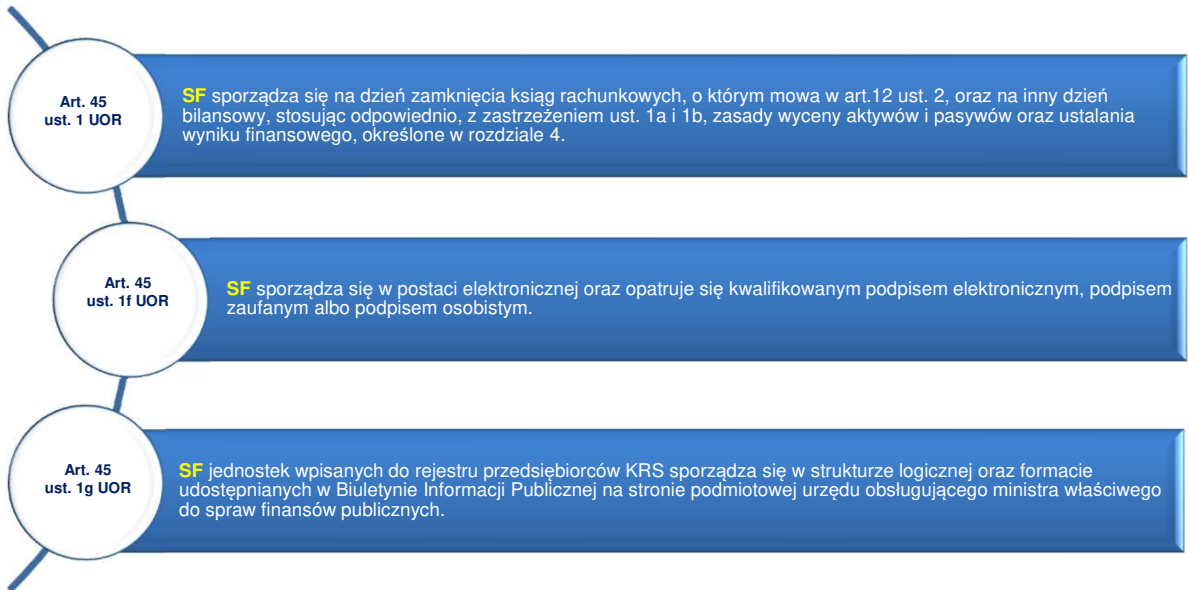 Art. 45
ust. 1 UOR
SF sporządza się na dzień zamknięcia ksiąg rachunkowych, o którym mowa w art.12 ust. 2, oraz na inny dzień
bilansowy, stosując odpowiednio, z zastrzeżeniem ust. 1a i 1b, zasady wyceny aktywów i pasywów oraz ustalania
wyniku finansowego, określone w rozdziale 4.
Art. 45
ust. 1f UOR
SF sporządza się w postaci elektronicznej oraz opatruje się kwalifikowanym podpisem elektronicznym, podpisem
zaufanym albo podpisem osobistym.
Art. 45
ust. 1g UOR
SF jednostek wpisanych do rejestru przedsiębiorców KRS sporządza się w strukturze logicznej oraz formacie
udostępnianych w Biuletynie Informacji Publicznej na stronie podmiotowej urzędu obsługującego ministra właściwego
do spraw finansów publicznych.